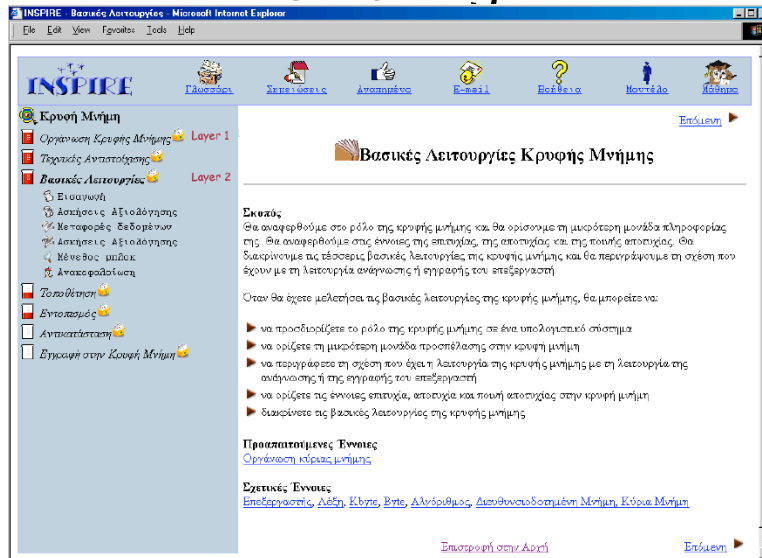 INSPIRE - Βασικές Λειτουργίες - Microsoft Internet Explorer
File Edit View Favorites Tools Help
INSPIRE
Γλωσσάρι Σημειώσεις Αγαπημένα E-mail Βοήθεια Μοντέλο Μάθημα
Κρυφή Μνήμη
Οργάνωση Κρυφής Μνήμης Layer 1
Τεχνικές Αντιστοίχισης
Βασικές Λειτουργίες Layer 2
Εισαγωγή
Ασκήσεις Αξιολόγησης
Μεταφορές δεδομένων
Ασκήσεις Αξιολόγησης
Μέγεθος μπλοκ
Ανακεφαλαίωση
Τοποθέτηση
Εντοπισμός
Αντικατάσταση
Εγγραφή στην Κρυφή Μνήμη
Επόμενη
Βασικές Λειτουργίες Κρυφής Μνήμης
Σκοπός
Θα αναφερθούμε στο ρόλο της κρυφής μνήμης και θα ορίσουμε τη μικρότερη μονάδα πληροφορίας
της. Θα αναφερθούμε στις έννοιες της επιτυχίας, της αποτυχίας και της ποινής αποτυχίας. Θα
διακρίνουμε τις τέσσερις βασικές λειτουργίες της κρυφής μνήμης και θα περιγράψουμε τη σχέση που
έχουν με τη λειτουργία ανάγνωσης ή εγγραφής του επεξεργαστή
Όταν θα έχετε μελετήσει τις βασικές λειτουργίες της κρυφής μνήμης, θα μπορείτε να:
να προσδιορίζετε το ρόλο της κρυφής μνήμης σε ένα υπολογιστικό σύστημα
να ορίζετε τη μικρότερη μονάδα προσπέλασης στην κρυφή μνήμη
να περιγράφετε τη σχέση που έχει η λειτουργία της κρυφής μνήμης με τη λειτουργία της
ανάγνωσης ή της εγγραφής του επεξεργαστή
να ορίζετε τις έννοιες επιτυχία, αποτυχία και ποινή αποτυχίας στην κρυφή μνήμη
διακρίνετε τις βασικές λειτουργίες της κρυφής μνήμης
Προαπαιτούμενες Έννοιες
Οργάνωση κύριας μνήμης
Σχετικές Έννοιες
Επεξεργαστής, Λέξη, Kbyte, Byte, Αλγόριθμος, Διευθυνσιοδοτημένη Μνήμη, Κύρια Μνήμη
Επιστροφή στην Αρχή Επόμενη